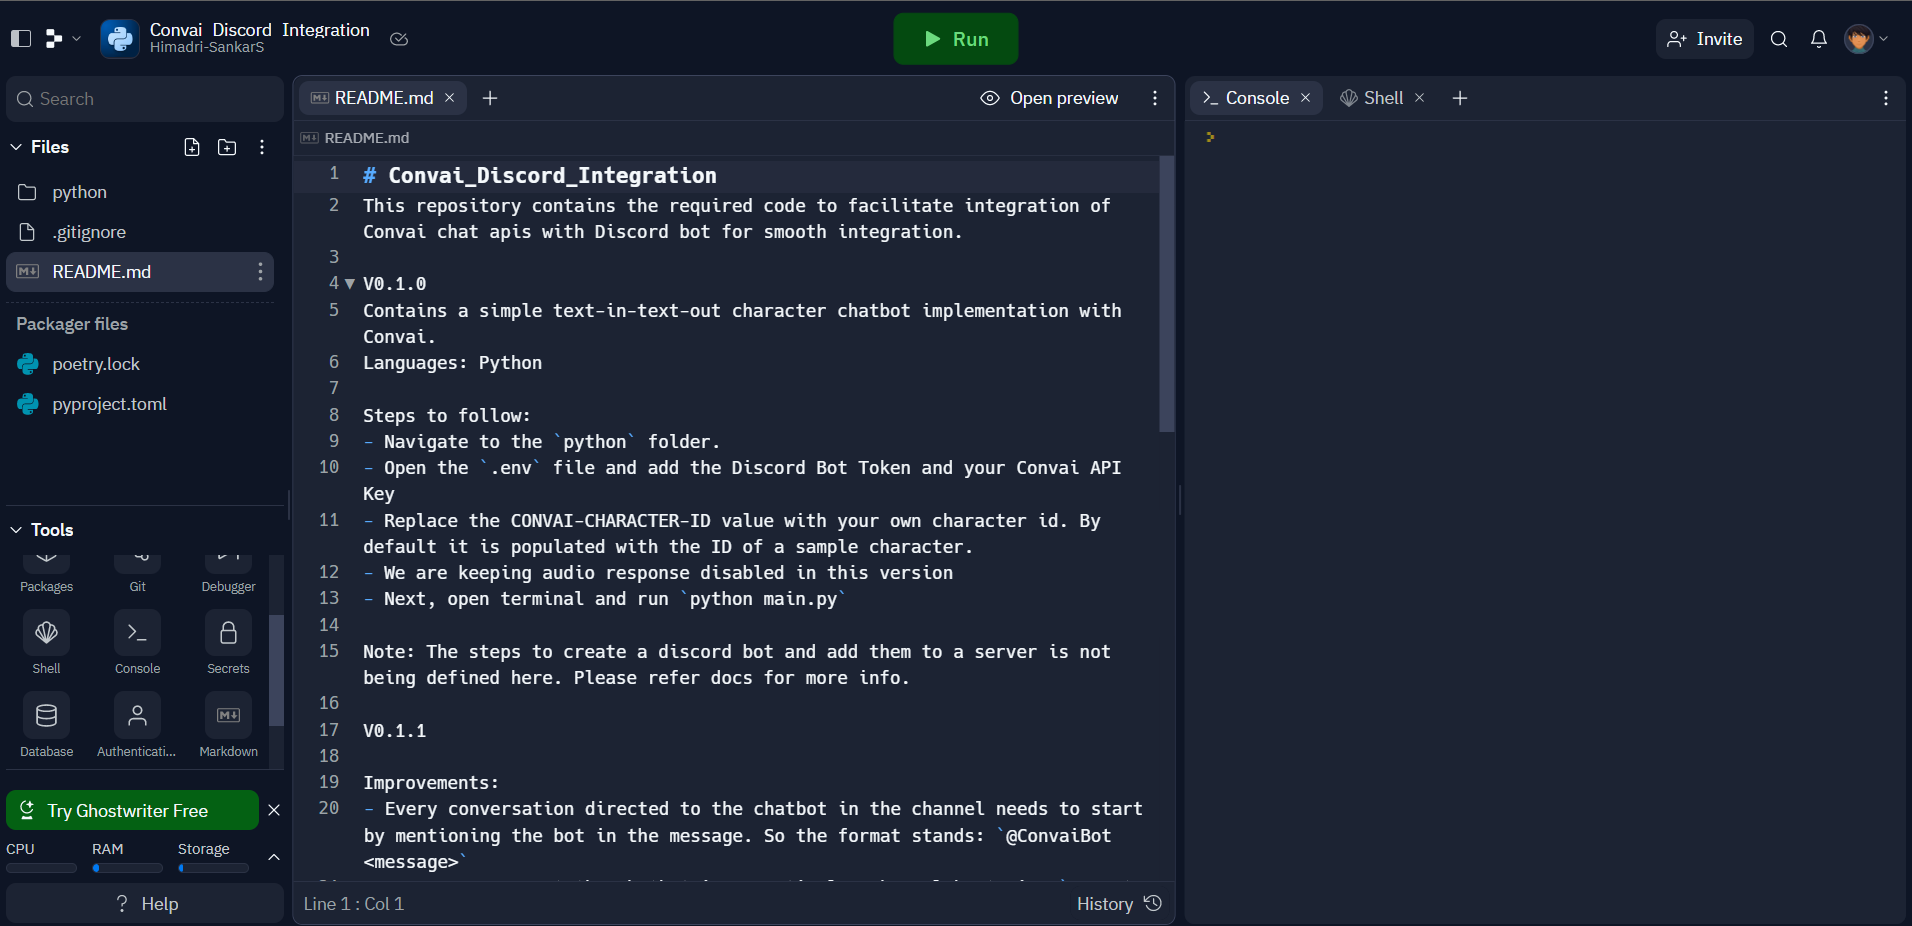 Convai Discord Integration
Himadri-SankarS
Run
Invite
Search
Files
python
.gitignore
README.md
Packager files
poetry.lock
pyproject.toml
Tools
Packages Git Debugger
Shell Console Secrets
Database Authenticati... Markdown
Try Ghostwriter Free
CPU RAM Storage
? Help
README.md
Open preview
README.md
1 # Convai_Discord_Integration
2 This repository contains the required code to facilitate integration of
Convai chat apis with Discord bot for smooth integration.
3
4 V0.1.0
5 Contains a simple text-in-text-out character chatbot implementation with
Convai.
6 Languages: Python
7
8 Steps to follow:
9 - Navigate to the `python` folder.
10 - Open the `.env` file and add the Discord Bot Token and your Convai API
Key
11 - Replace the CONVAI-CHARACTER-ID value with your own character id. By
default it is populated with the ID of a sample character.
12 - We are keeping audio response disabled in this version
13 - Next, open terminal and run `python main.py`
14
15 Note: The steps to create a discord bot and add them to a server is not
being defined here. Please refer docs for more info.
16
17 V0.1.1
18
19 Improvements:
20 - Every conversation directed to the chatbot in the channel needs to start
by mentioning the bot in the message. So the format stands: `@ConvaiBot
<message>`
Line 1 : Col 1
History
Console
Shell